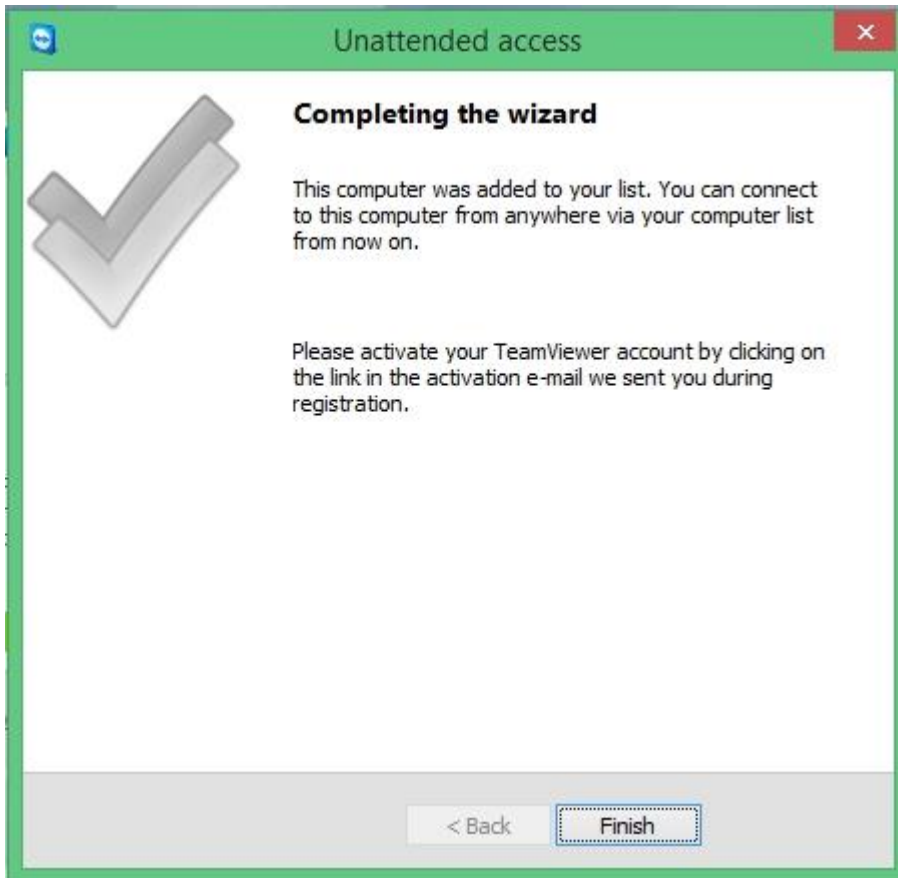 Unattended access
Completing the wizard
This computer was added to your list. You can connect
to this computer from anywhere via your computer list
from now on.
Please activate your TeamViewer account by clicking on
the link in the activation e-mail we sent you during
registration.
< Back
Finish